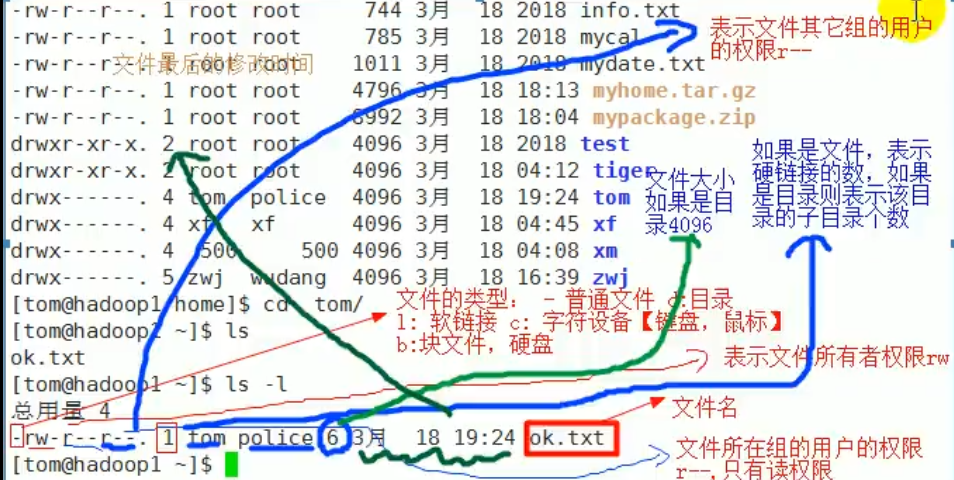 -rw-r--r--. 1 root root 744 3月 18 2018 info.txt
-rw-r--r--. 1 root root 785 3月 18 2018 mycal
表示文件其它组的用户
的权限r--
-rw-r--r--. 1 root root 1011 3月 18 2018 mydate.txt
文件最后的修改时间
-rw-r--r--. 1 root root 4796 3月 18 18:13 myhome.tar.gz
-rw-r--r--. 1 root root 8992 3月 18 18:04 mypackage.zip
drwxr-xr-x. 2 root root 4096 3月 18 2018 test
drwxr-xr-x. 2 root root 4096 3月 18 04:12 tiger
drwx------. 4 tom police 4096 3月 18 19:24 tom
drwx------. 4 xf xf 4096 3月 18 04:45 xf
drwx------. 4 500 500 4096 3月 18 04:08 xm
drwx------. 5 zwj wudang 4096 3月 18 16:39 zwj
文件大小
如果是目
录4096
如果是文件，表示
硬链接的数，如果
是目录则表示该目
录的子目录个数
[tom@hadoop1 home]$ cd tom/
[tom@hadoop1 ~]$ ls
ok.txt
[tom@hadoop1 ~]$ ls -l
文件的类型： - 普通文件 d:目录
l: 软链接 c: 字符设备【键盘，鼠标】
b:块文件，硬盘
表示文件所有者权限rw
总用量 4
文件名
-rw-r--r--. 1 tom police 6 3月 18 19:24 ok.txt
[tom@hadoop1 ~]$
文件所在组的用户的权限
r--,只有读权限